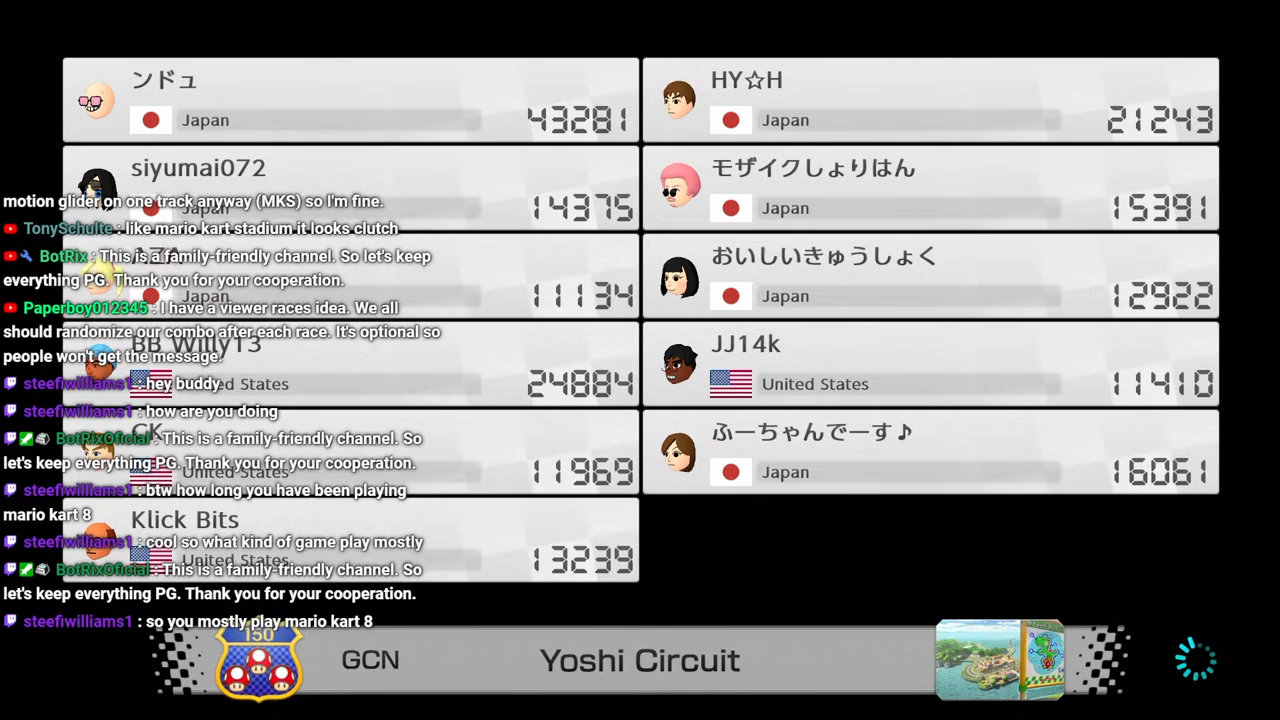 ンドュ
Japan
43281
HY☆H
Japan
21243
siyumai072
Japan
14375
モザイクしょりはん
Japan
15391
Japan
11134
おいしいきゅうしょく
Japan
12922
BB Willy13
United States
24884
JJ14k
United States
11410
CK
United States
11969
ふーちゃんでーす♪
Japan
16061
Klick Bits
United States
13239
motion glider on one track anyway (MKS) so I'm fine.
TonySchulte : like mario kart stadium it looks clutch
BotRix : This is a family-friendly channel. So let's keep
everything PG. Thank you for your cooperation.
Paperboy012345 : I have a viewer races idea. We all
should randomize our combo after each race. It's optional so
people won't get the message.
steefiwilliams1 : hey buddy
steefiwilliams1 : how are you doing
BotRixOficial : This is a family-friendly channel. So
let's keep everything PG. Thank you for your cooperation.
steefiwilliams1 : btw how long you have been playing
mario kart 8
steefiwilliams1 : cool so what kind of game play mostly
BotRixOficial : This is a family-friendly channel. So
let's keep everything PG. Thank you for your cooperation.
steefiwilliams1 : so you mostly play mario kart 8
150
GCN
Yoshi Circuit